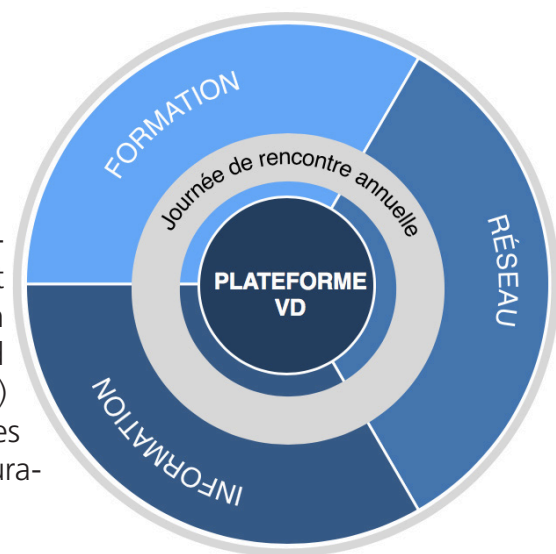 FORMATION
Journée de rencontre annuelle
RÉSEAU
PLATEFORME
VD
INFORMATION
)
es
ura-